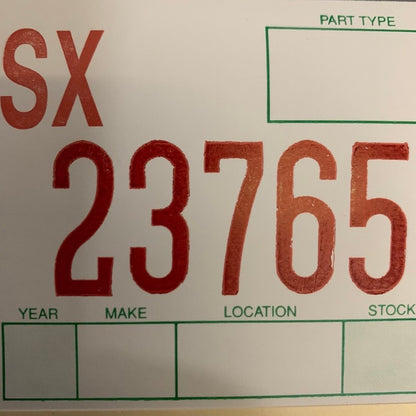 PART TYPE
SX
23765
YEAR MAKE LOCATION STOCK